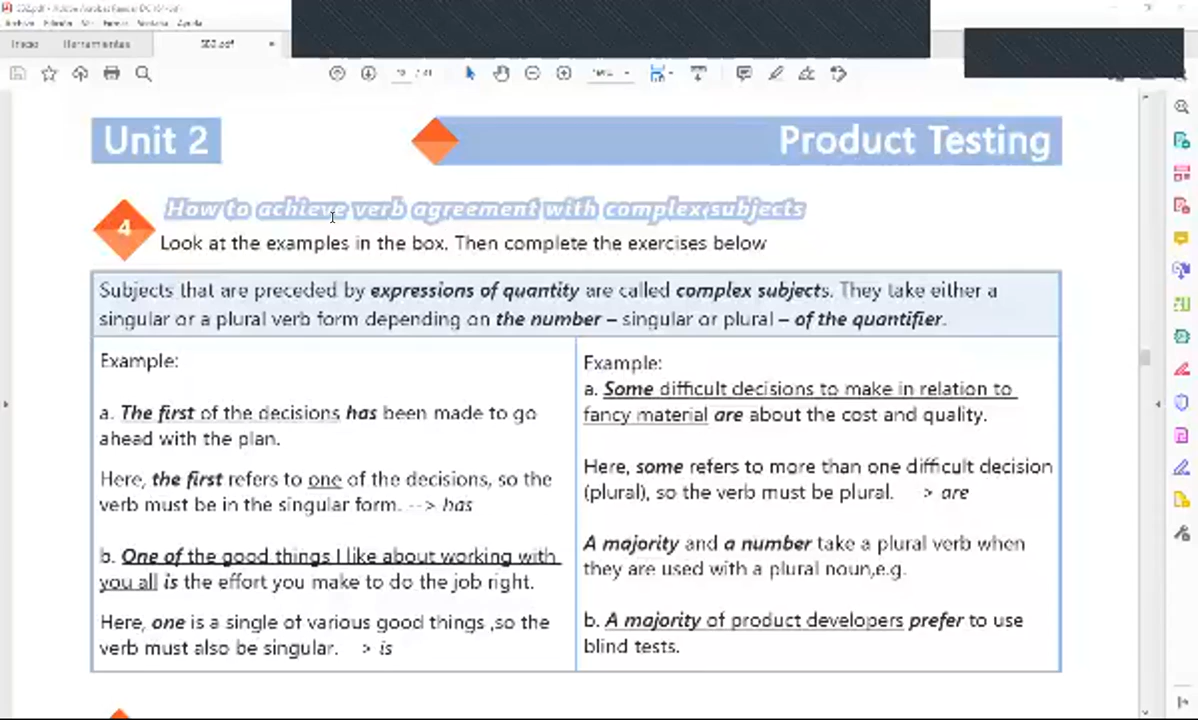 Inicio
Herramientas
Unit 2
Product Testing
4
How to achieve verb agreement with complex subjects
Look at the examples in the box. Then complete the exercises below
Subjects that are preceded by expressions of quantity are called complex subjects. They take either a
singular or a plural verb form depending on the number – singular or plural – of the quantifier.
Example:
a. The first of the decisions has been made to go
ahead with the plan.
Here, the first refers to one of the decisions, so the
verb must be in the singular form. --> has
b. One of the good things I like about working with
you all is the effort you make to do the job right.
Here, one is a single of various good things ,so the
verb must also be singular. > is
Example:
a. Some difficult decisions to make in relation to
fancy material are about the cost and quality.
Here, some refers to more than one difficult decision
(plural), so the verb must be plural. > are
A majority and a number take a plural verb when
they are used with a plural noun,e.g.
b. A majority of product developers prefer to use
blind tests.